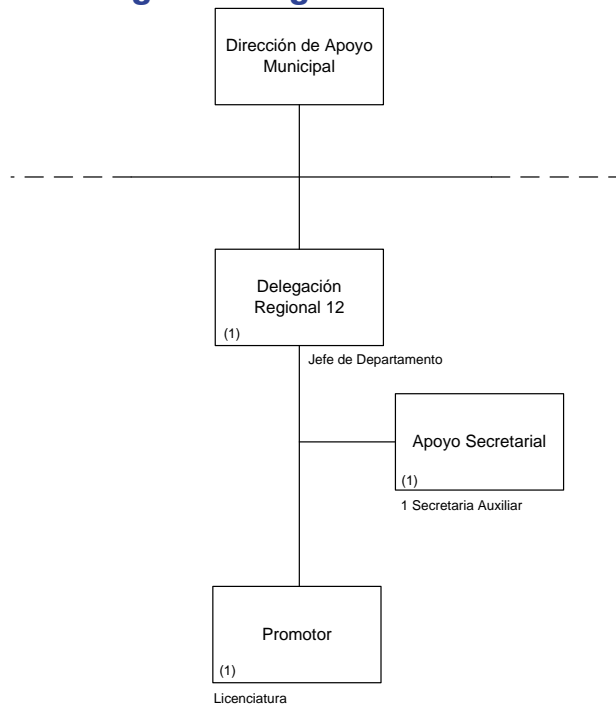 Dirección de Apoyo
Municipal
Delegación
Regional 12
(1)
Jefe de Departamento
Apoyo Secretarial
(1)
1 Secretaria Auxiliar
Promotor
(1)
Licenciatura